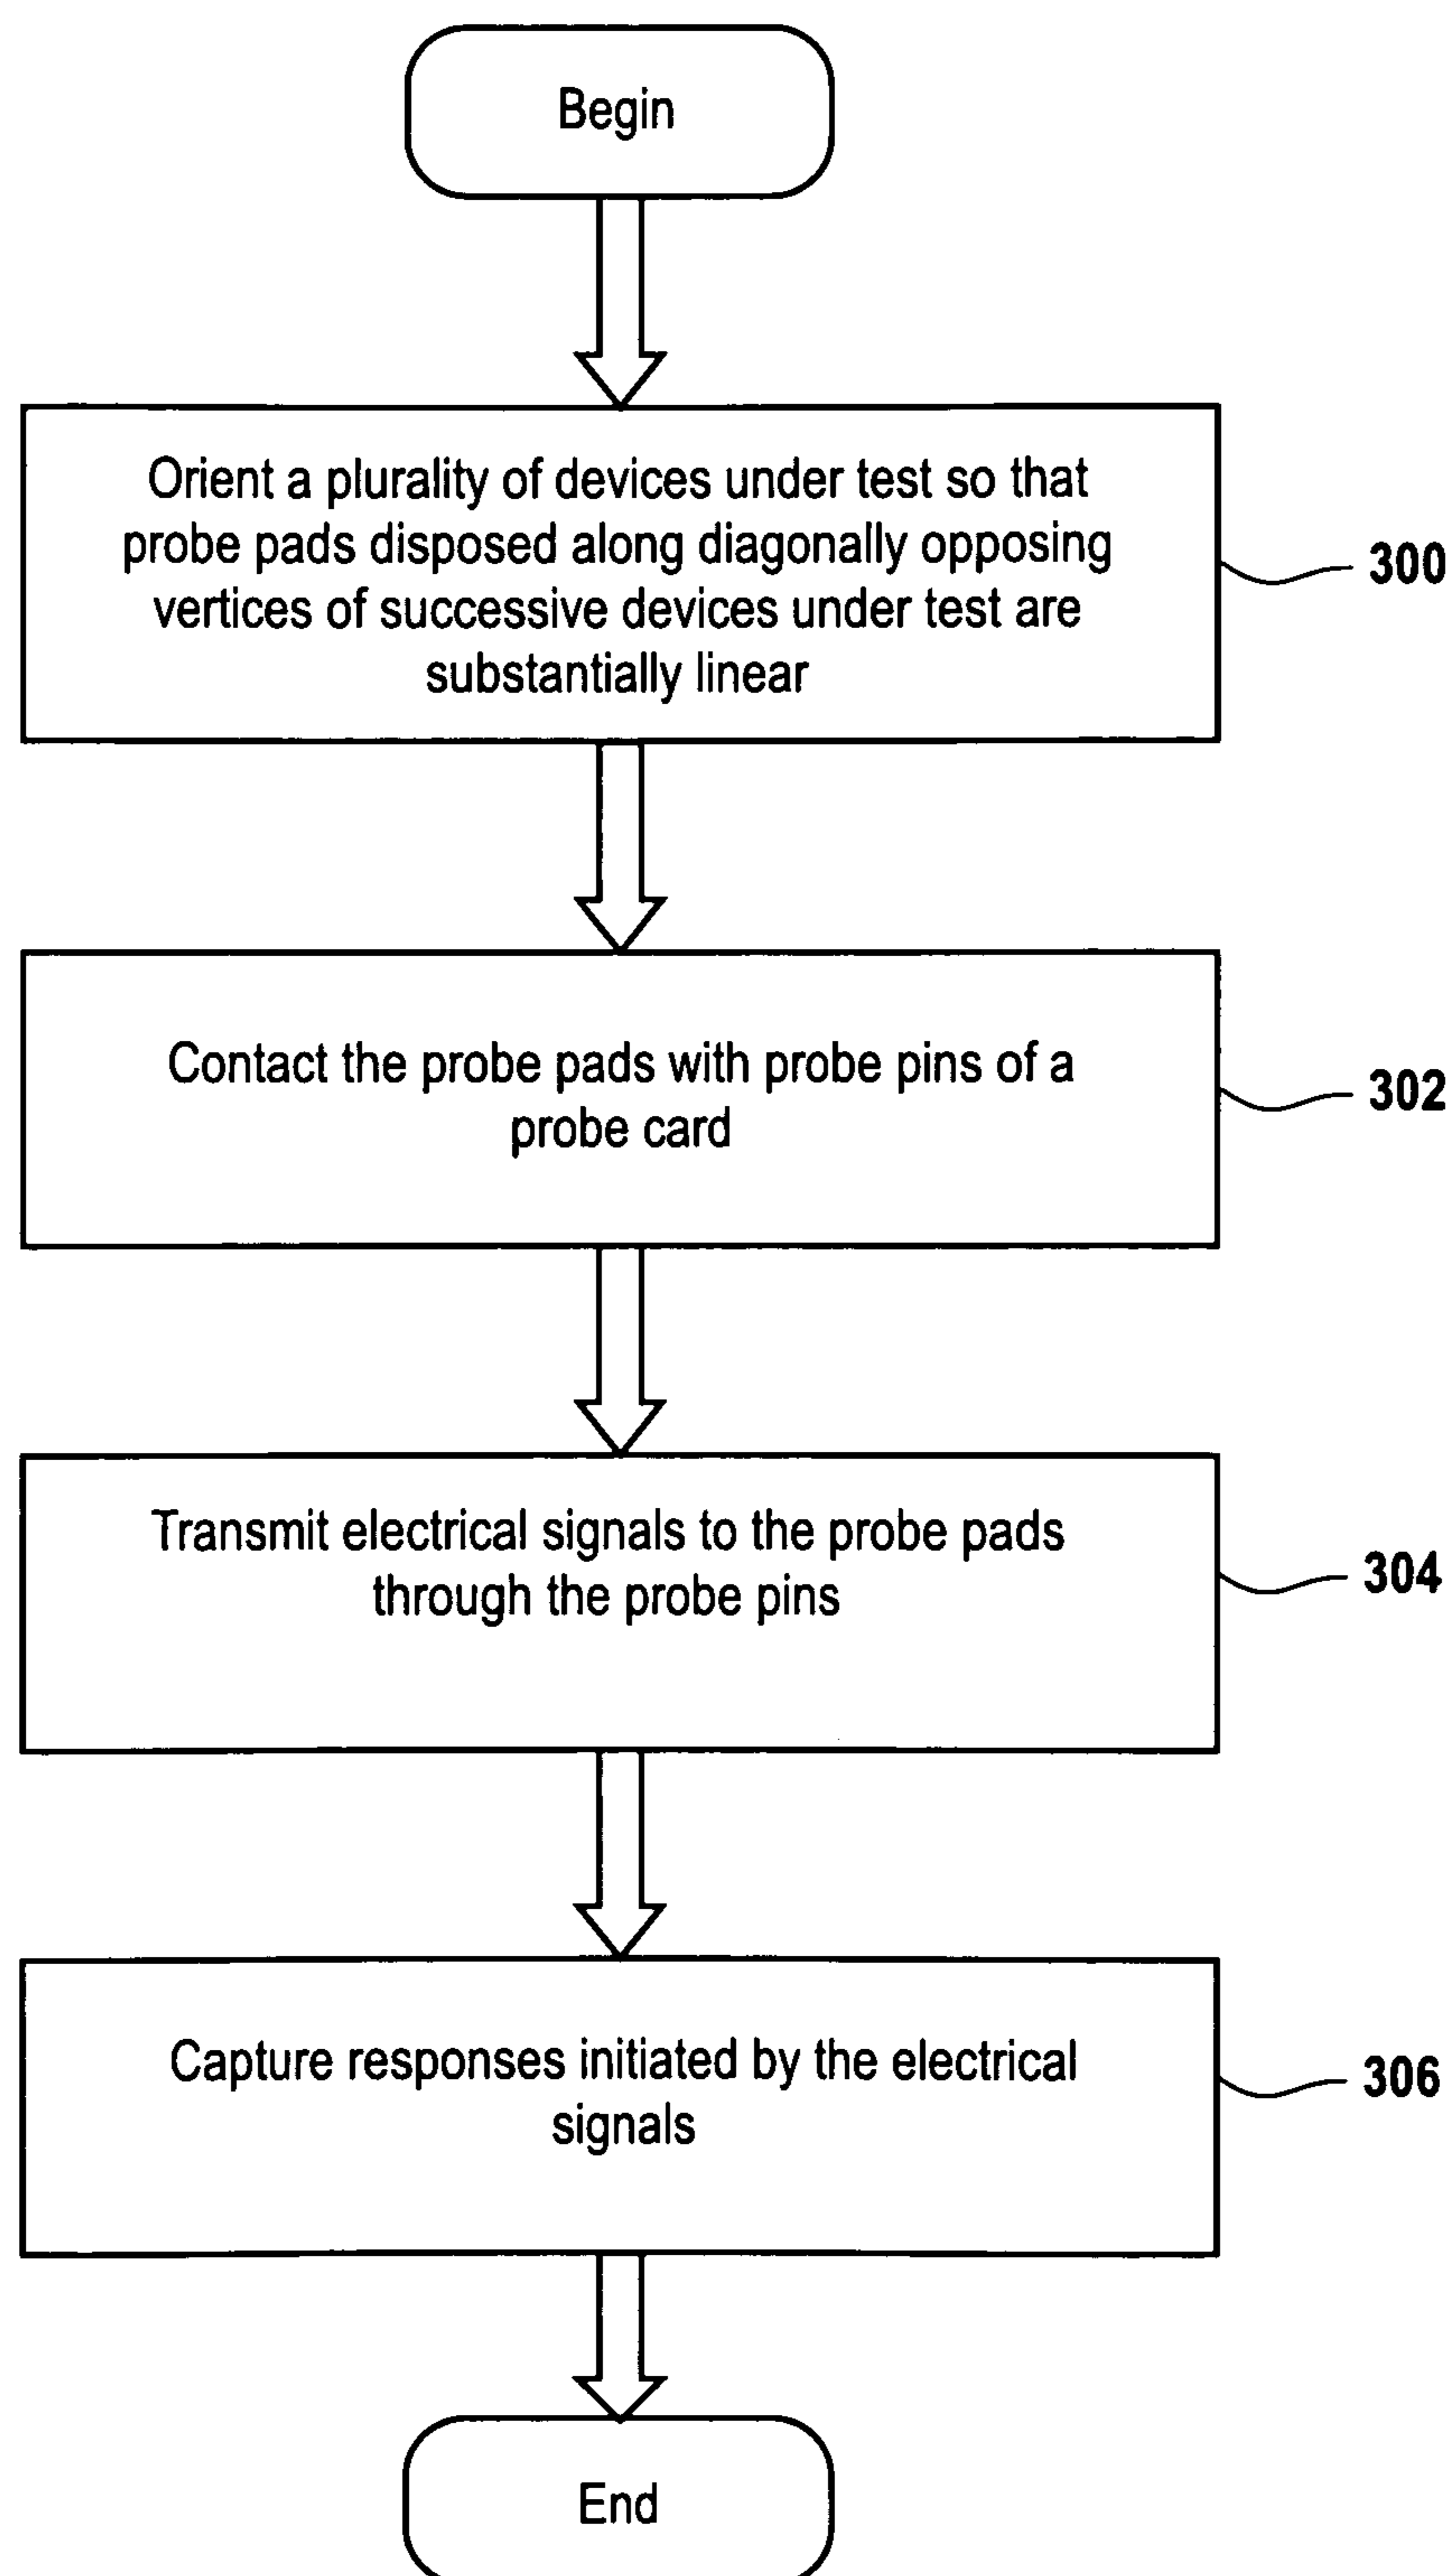 Begin
Orient a plurality of devices under test so that
probe pads disposed along diagonally opposing
vertices of successive devices under test are
substantially linear
300
Contact the probe pads with probe pins of a
probe card
302
Transmit electrical signals to the probe pads
through the probe pins
304
Capture responses initiated by the electrical
signals
306
End